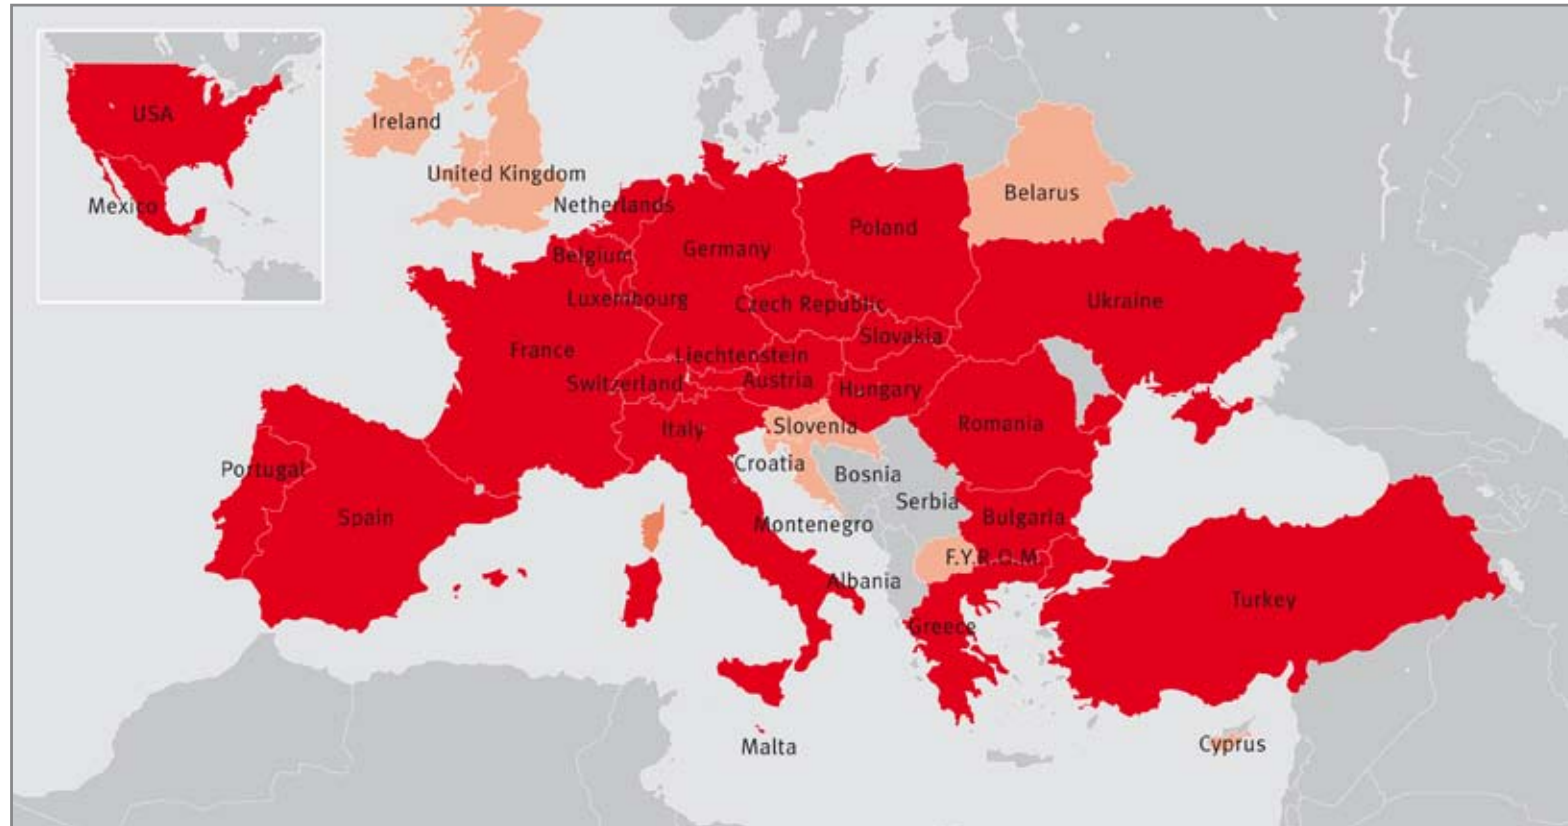 USA
Mexico
Ireland
United Kingdom
Netherlands
Belgium
Luxembourg
Germany
Poland
Belarus
Czech Republic
Ukraine
Slovakia
France
Liechtenstein
Switzerland
Austria
Hungary
Italy
Slovenia
Romania
Croatia
Bosnia
Portugal
Serbia
Spain
Montenegro
Bulgaria
F.Y.R.O.M.
Albania
Turkey
Greece
Malta
Cyprus